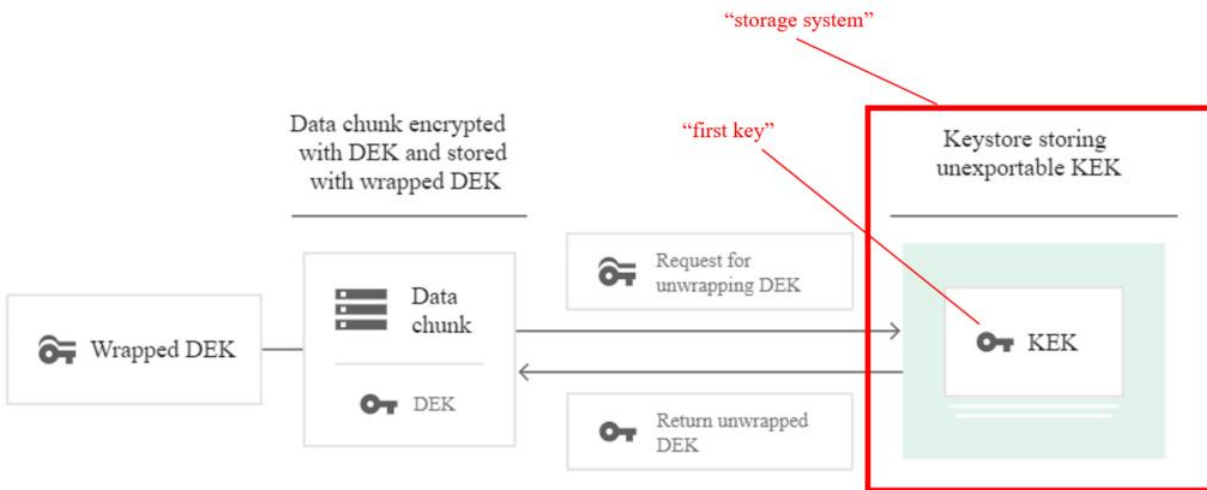 “storage system”
“first key”
Data chunk encrypted
with DEK and stored
with wrapped DEK
Keystore storing
unexportable KEK
Wrapped DEK
Data
chunk
DEK
Request for
unwrapping DEK
Return unwrapped
DEK
KEK